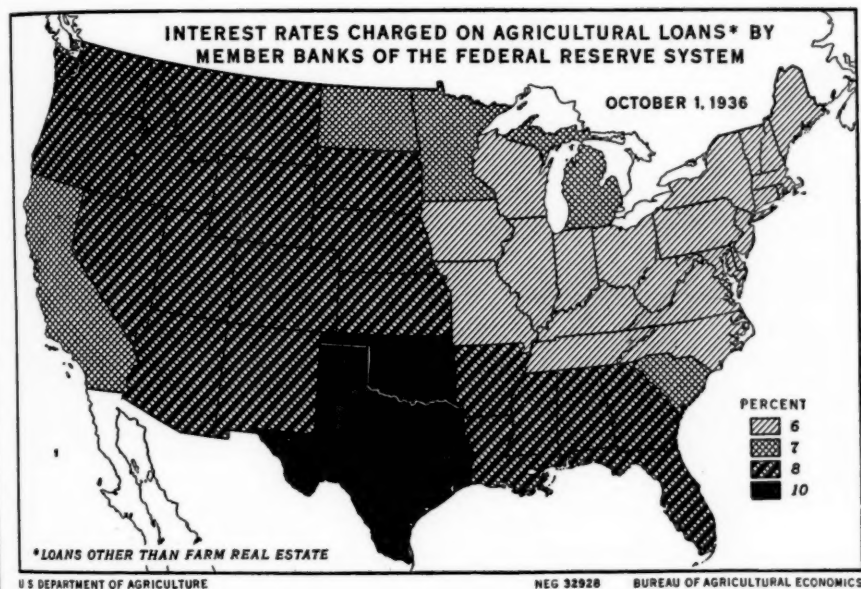 INTEREST RATES CHARGED ON AGRICULTURAL LOANS* BY
MEMBER BANKS OF THE FEDERAL RESERVE SYSTEM
OCTOBER 1, 1936
PERCENT
6
7
8
10
*LOANS OTHER THAN FARM REAL ESTATE
U S DEPARTMENT OF AGRICULTURE NEG 32928 BUREAU OF AGRICULTURAL ECONOMICS